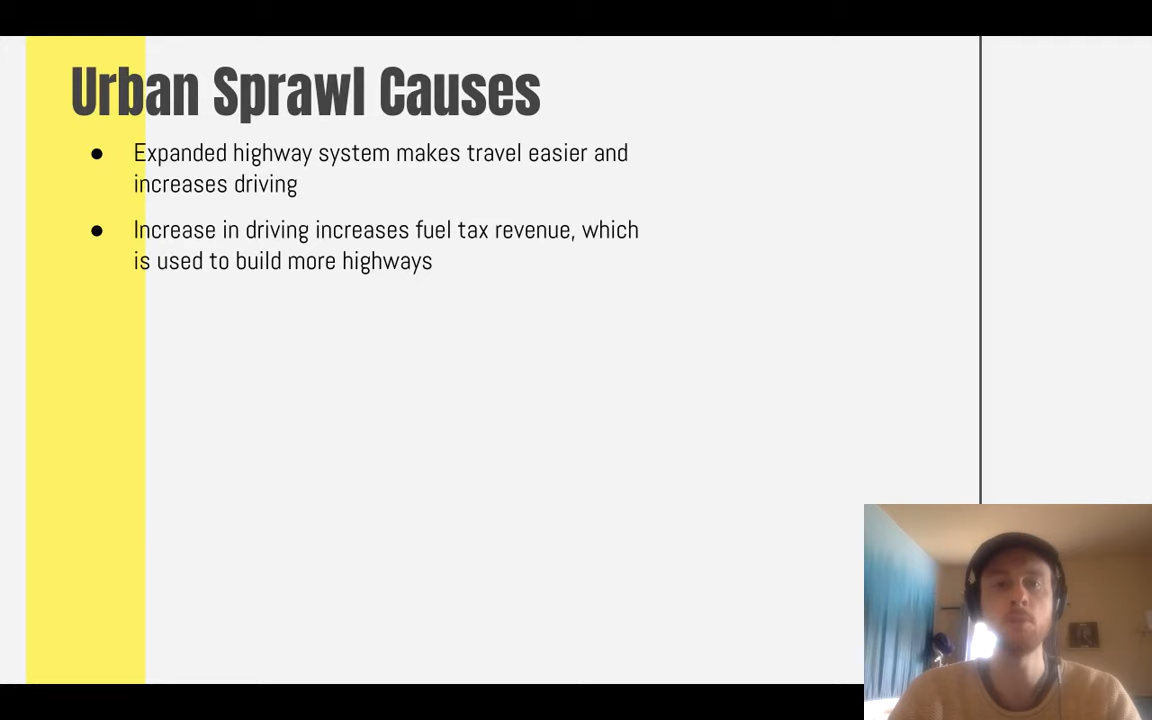 Urban Sprawl Causes
● Expanded highway system makes travel easier and
increases driving
● Increase in driving increases fuel tax revenue, which
is used to build more highways